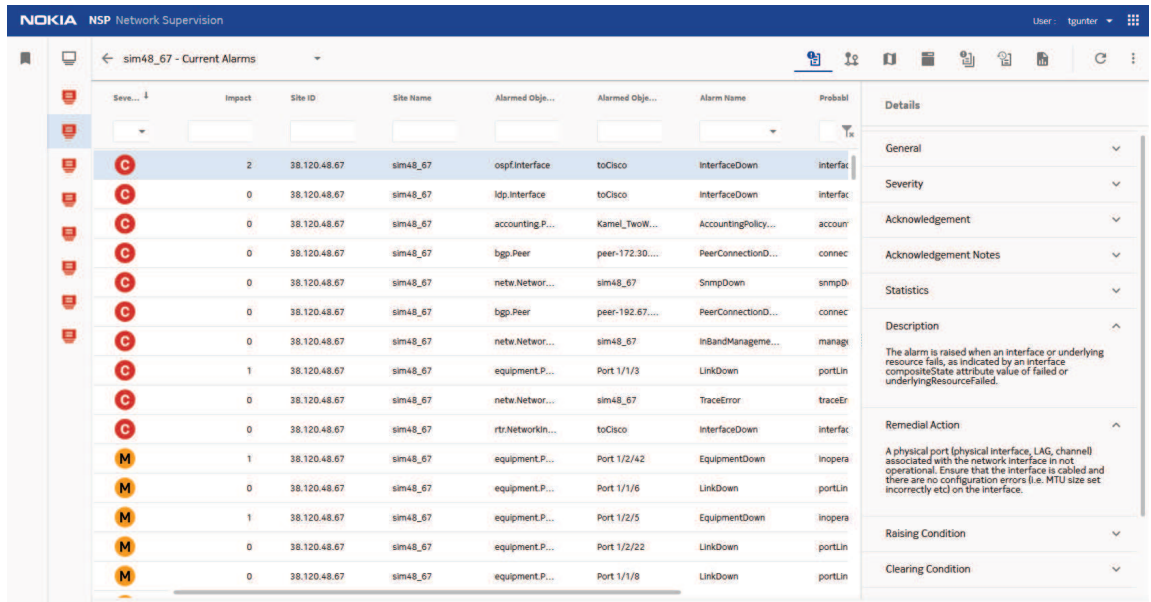 NOKIA NSP Network Supervision User: tgunter
sim48_67 - Current Alarms
Seve... Impact Site ID Site Name Alarmed Obje... Alarmed Obje... Alarm Name Probabl
C 2 38.120.48.67 sim48_67 ospf.Interface toCisco InterfaceDown interfac
C 0 38.120.48.67 sim48_67 ldp.Interface toCisco InterfaceDown interfac
C 0 38.120.48.67 sim48_67 accounting.P... Kamel_TwoW... AccountingPolicy... accoun
C 0 38.120.48.67 sim48_67 bgp.Peer peer-172.30.... PeerConnectionD... connec
C 0 38.120.48.67 sim48_67 netw.Networ... sim48_67 SnmpDown snmpD
C 0 38.120.48.67 sim48_67 bgp.Peer peer-192.67.... PeerConnectionD... connec
C 0 38.120.48.67 sim48_67 netw.Networ... sim48_67 InBandManageme... manage
C 1 38.120.48.67 sim48_67 equipment.P... Port 1/1/3 LinkDown portLin
C 0 38.120.48.67 sim48_67 netw.Networ... sim48_67 TraceError traceEr
C 0 38.120.48.67 sim48_67 rtr.NetworkIn... toCisco InterfaceDown interfac
M 1 38.120.48.67 sim48_67 equipment.P... Port 1/2/42 EquipmentDown inopera
M 0 38.120.48.67 sim48_67 equipment.P... Port 1/1/6 LinkDown portLin
M 1 38.120.48.67 sim48_67 equipment.P... Port 1/2/5 EquipmentDown inopera
M 0 38.120.48.67 sim48_67 equipment.P... Port 1/2/22 LinkDown portLin
M 0 38.120.48.67 sim48_67 equipment.P... Port 1/1/8 LinkDown portLin
Details
General
Severity
Acknowledgement
Acknowledgement Notes
Statistics
Description
The alarm is raised when an interface or underlying
resource fails, as indicated by an interface
compositeState attribute value of failed or
underlyingResourceFailed.
Remedial Action
A physical port (physical interface, LAG, channel)
associated with the network interface in not
operational. Ensure that the interface is cabled and
there are no configuration errors (i.e. MTU size set
incorrectly etc) on the interface.
Raising Condition
Clearing Condition